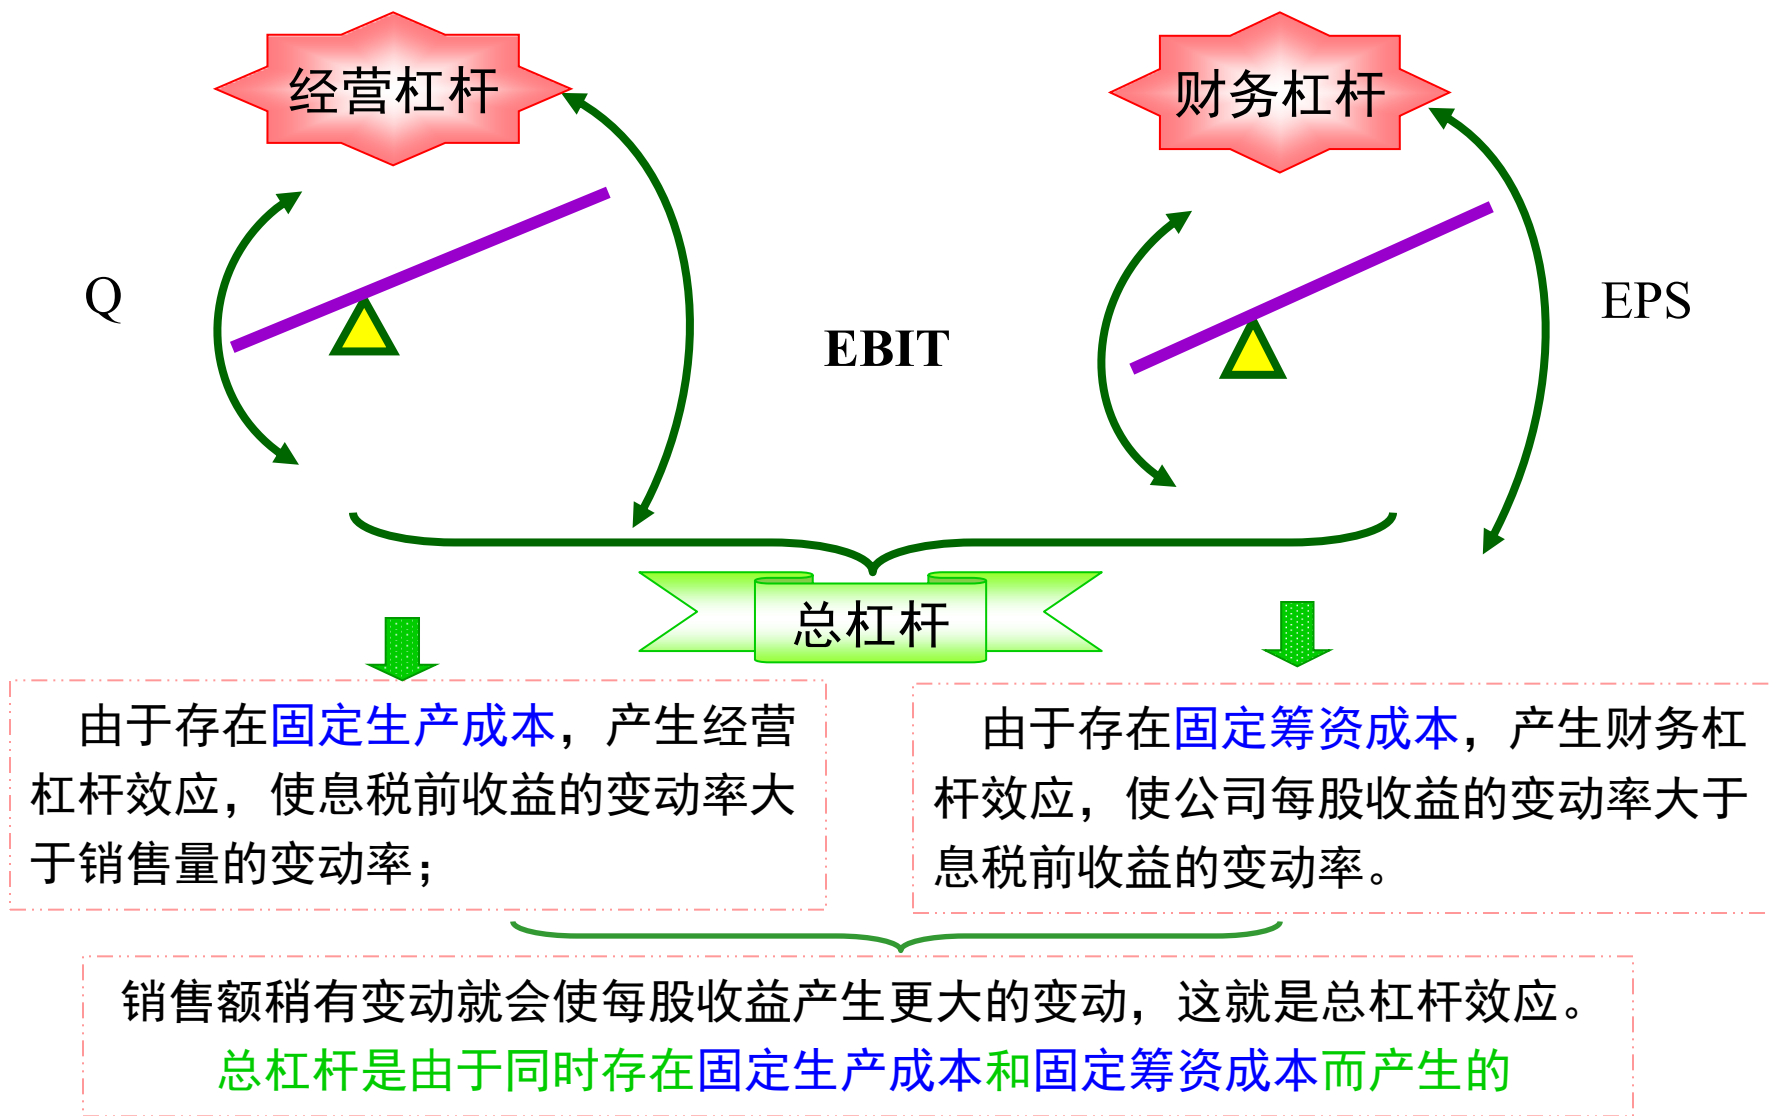 经营杠杆
财务杠杆
Q
EBIT
EPS
总杠杆
由于存在固定生产成本，产生经营
杠杆效应，使息税前收益的变动率大
于销售量的变动率；
由于存在固定筹资成本，产生财务杠
杆效应，使公司每股收益的变动率大于
息税前收益的变动率。
销售额稍有变动就会使每股收益产生更大的变动，这就是总杠杆效应。
总杠杆是由于同时存在固定生产成本和固定筹资成本而产生的